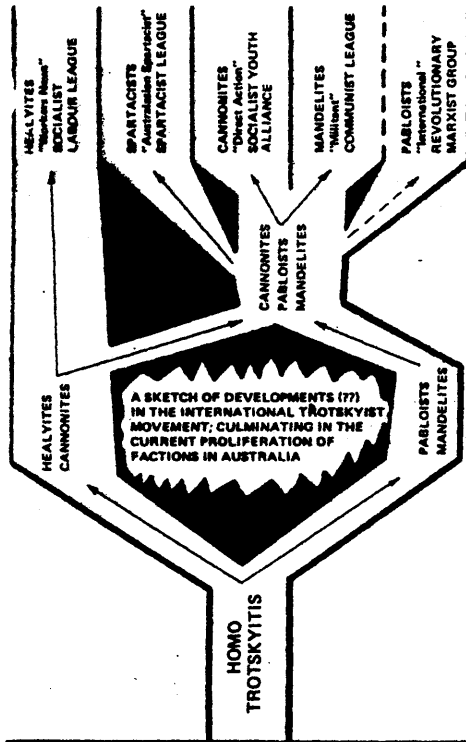 HOMO
TROTSKYITIS
HEALYITES
CANNONITES
PABLOISTS
MANDELITES
A SKETCH OF DEVELOPMENTS (??)
IN THE INTERNATIONAL TROTSKYIST
MOVEMENT; CULMINATING IN THE
CURRENT PROLIFERATION OF
FACTIONS IN AUSTRALIA
CANNONITES
PABLOISTS
MANDELITES
HEALYITES
"Workers News"
SOCIALIST
LABOUR LEAGUE
SPARTACISTS
"Australasian Spartacist"
SPARTACIST LEAGUE
CANNONITES
"Direct Action"
SOCIALIST YOUTH
ALLIANCE
MANDELITES
"Militant"
COMMUNIST LEAGUE
PABLOISTS
"International"
REVOLUTIONARY
MARXIST GROUP